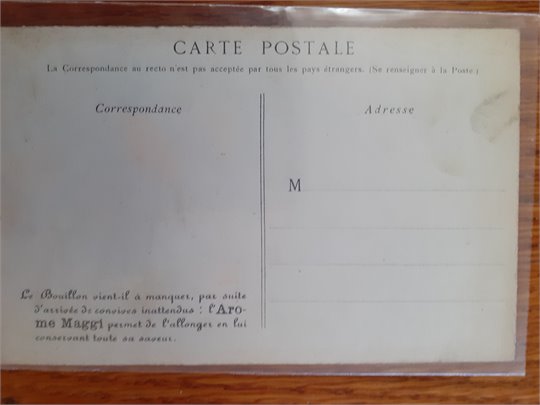 CARTE POSTALE
La Correspondance au recto n'est pas acceptée par tous les pays étrangers. (Se renseigner à la Poste.)
Correspondance
Adresse
M
Le Bouillon vient-il à manquer, par suite
d'arrivée de convives inattendus : l'Aro-
me Maggi permet de l'allonger en lui
conservant toute sa saveur.